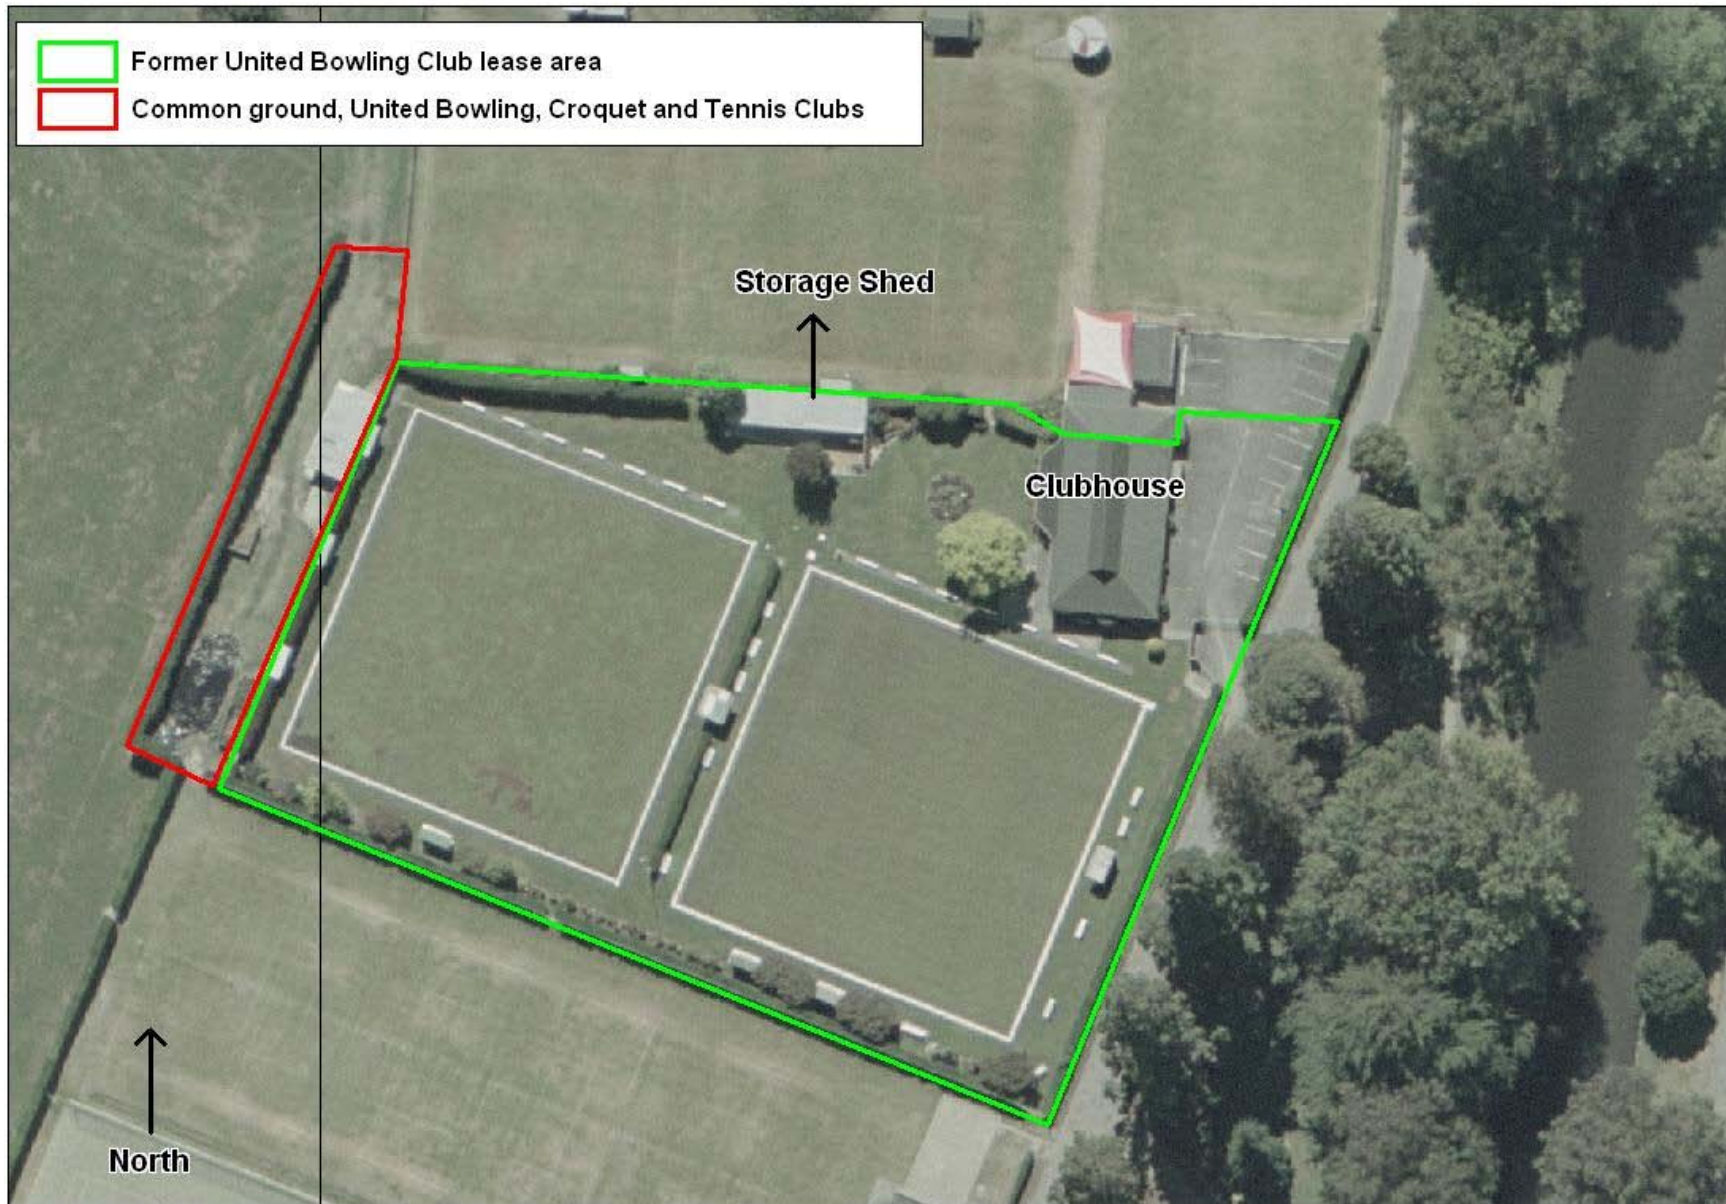 Former United Bowling Club lease area
Common ground, United Bowling, Croquet and Tennis Clubs
Storage Shed
Clubhouse
North